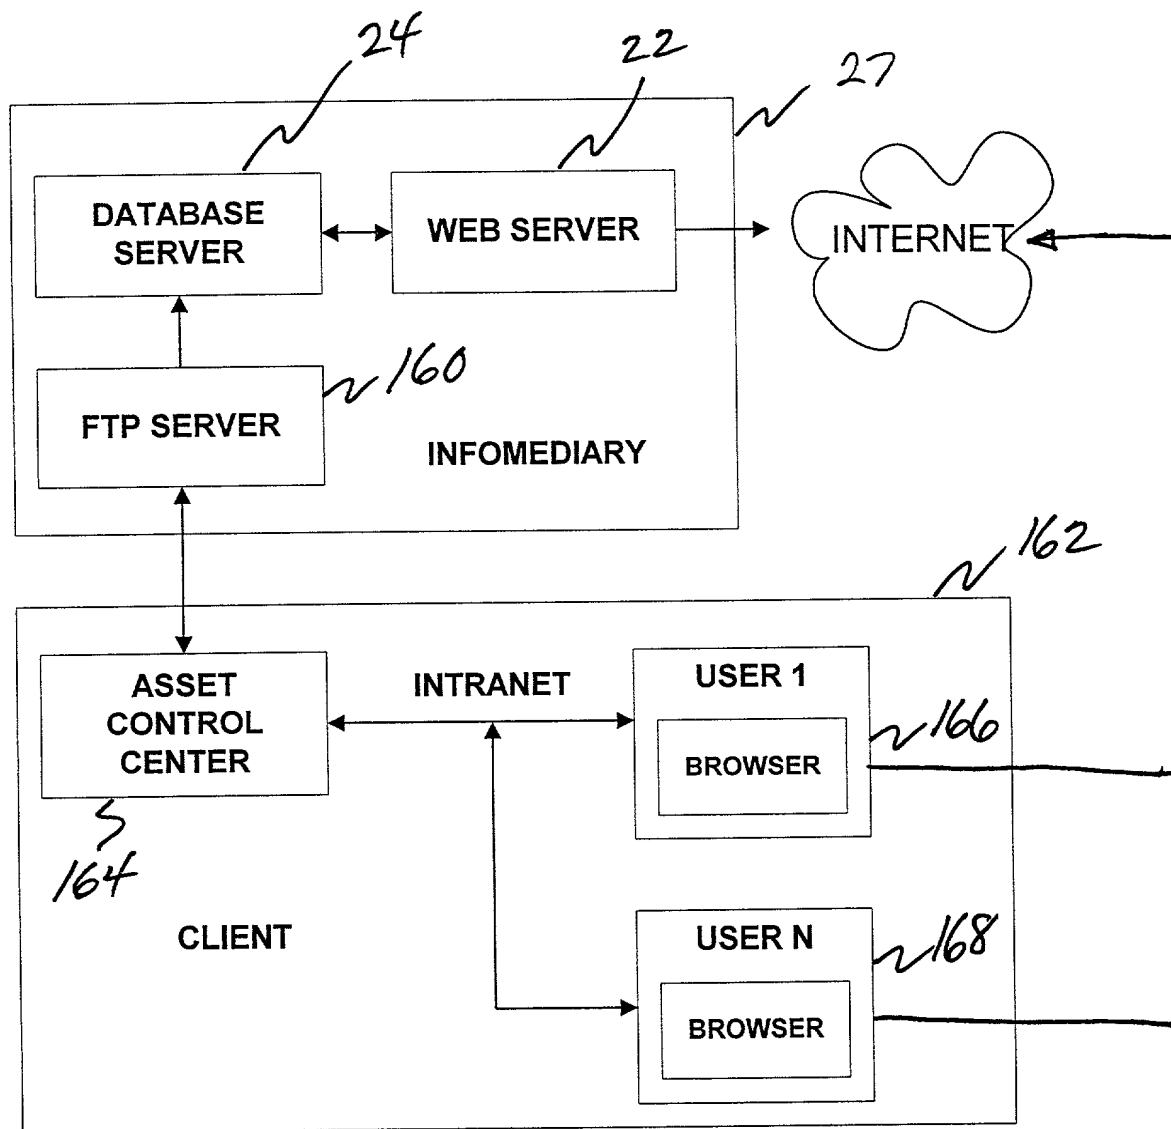 24
22
27
DATABASE
SERVER
WEB SERVER
INTERNET
FTP SERVER
160
INFOMEDIARY
162
ASSET
CONTROL
CENTER
INTRANET
USER 1
BROWSER
166
164
CLIENT
USER N
BROWSER
168